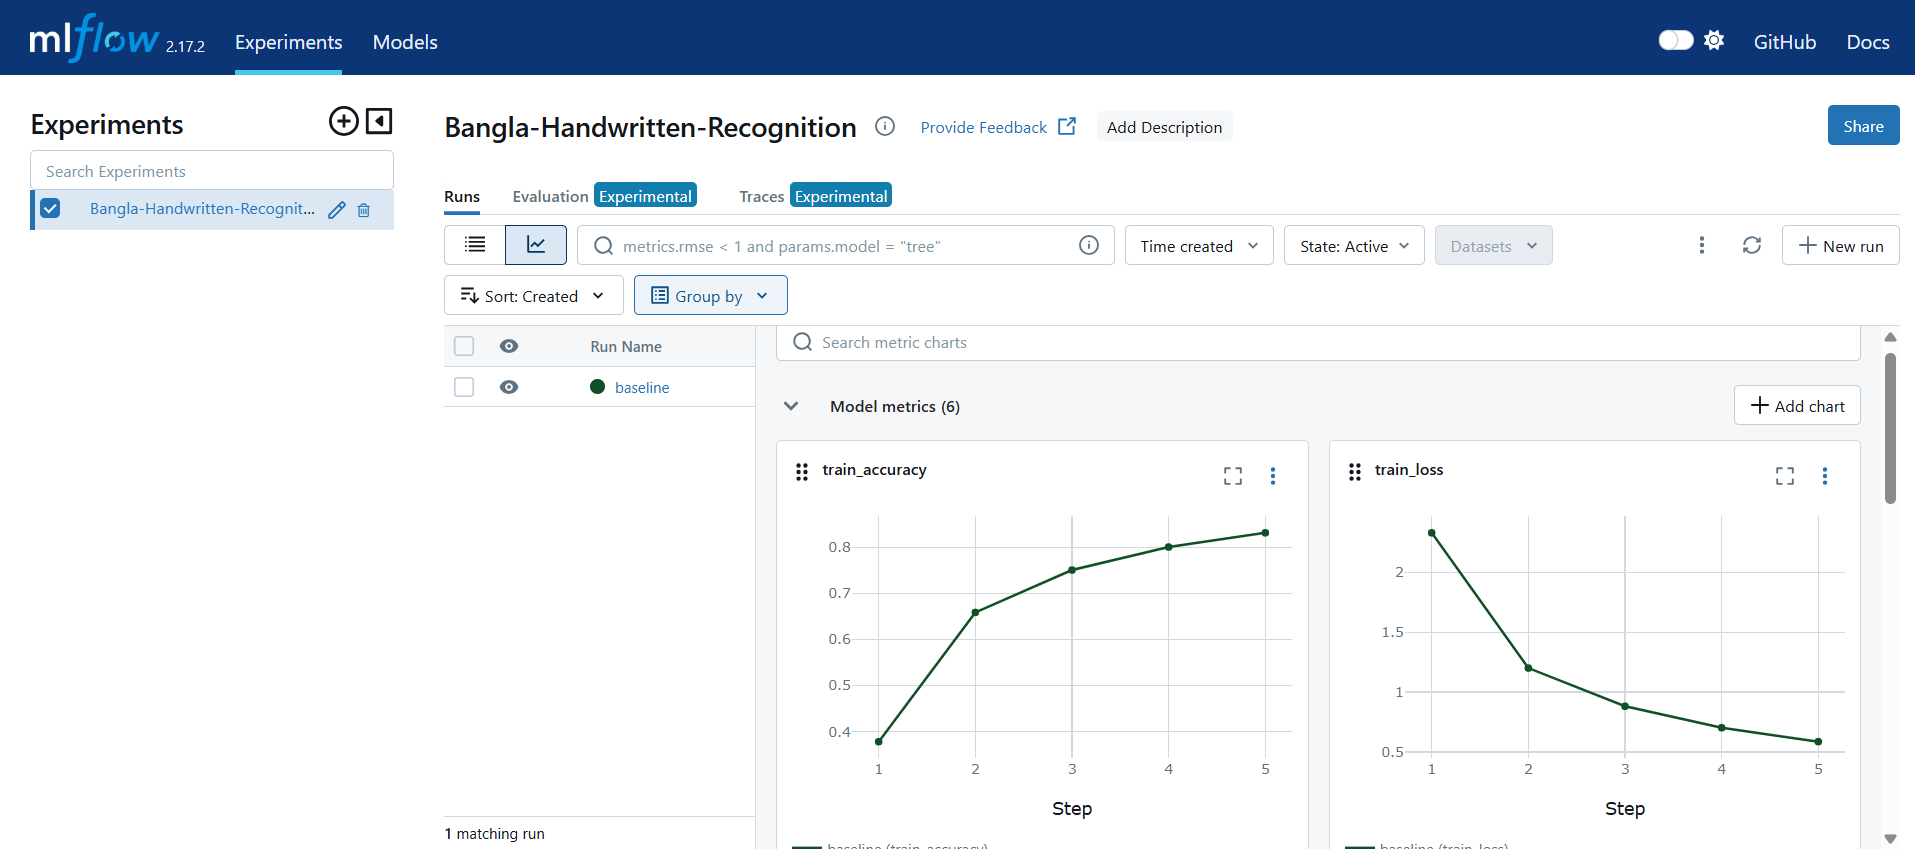 mlflow 2.17.2 Experiments Models GitHub Docs
Experiments
Search Experiments
Bangla-Handwritten-Recognit...
Bangla-Handwritten-Recognition Provide Feedback Add Description Share
Runs Evaluation Experimental Traces Experimental
metrics.rmse < 1 and params.model = "tree" Time created State: Active Datasets New run
Sort: Created Group by
Run Name
baseline
1 matching run
Search metric charts
Model metrics (6) Add chart
train_accuracy
0.8
0.7
0.6
0.5
0.4
1 2 3 4 5
Step
baseline (train_accuracy)
train_loss
2
1.5
1
0.5
1 2 3 4 5
Step
baseline (train_loss)